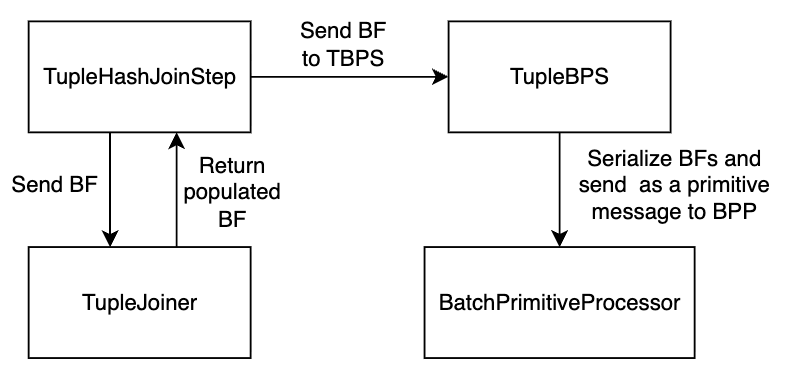 Send BF
to TBPS
TupleHashJoinStep
TupleBPS
Send BF
Return
populated
BF
Serialize BFs and
send as a primitive
message to BPP
TupleJoiner
BatchPrimitiveProcessor